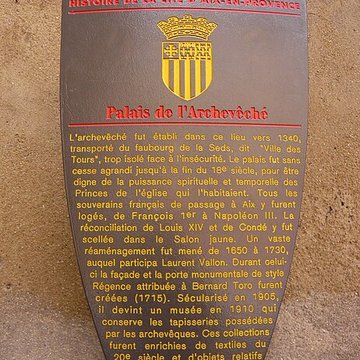 HISTOIRE DE LA VILLE D'AIX-EN-PROVENCE
Palais de l'Archevêché
L'archevêché fut établi dans ce lieu vers 1340,
transporté du faubourg de la Seds, dit "Ville des
Tours", trop isolé face à l'insécurité. Le palais fut sans
cesse agrandi jusqu'à la fin du 18e siècle, pour être
digne de la puissance spirituelle et temporelle des
Princes de l'église qui l'habitaient. Tous les
souverains français de passage à Aix y furent
logés, de François 1er à Napoléon III. La
réconciliation de Louis XIV et de Condé y fut
scellée dans le Salon jaune. Un vaste
réaménagement fut mené de 1650 à 1730,
auquel participa Laurent Vallon. Durant celui-
ci la façade et la porte monumentale de style
Régence attribuée à Bernard Toro furent
créées (1715). Sécularisé en 1905,
il devint un musée en 1910 qui
conserve les tapisseries possédées
par les archevêques. Ces collections
furent enrichies de textiles du
20e siècle et d'objets relatifs